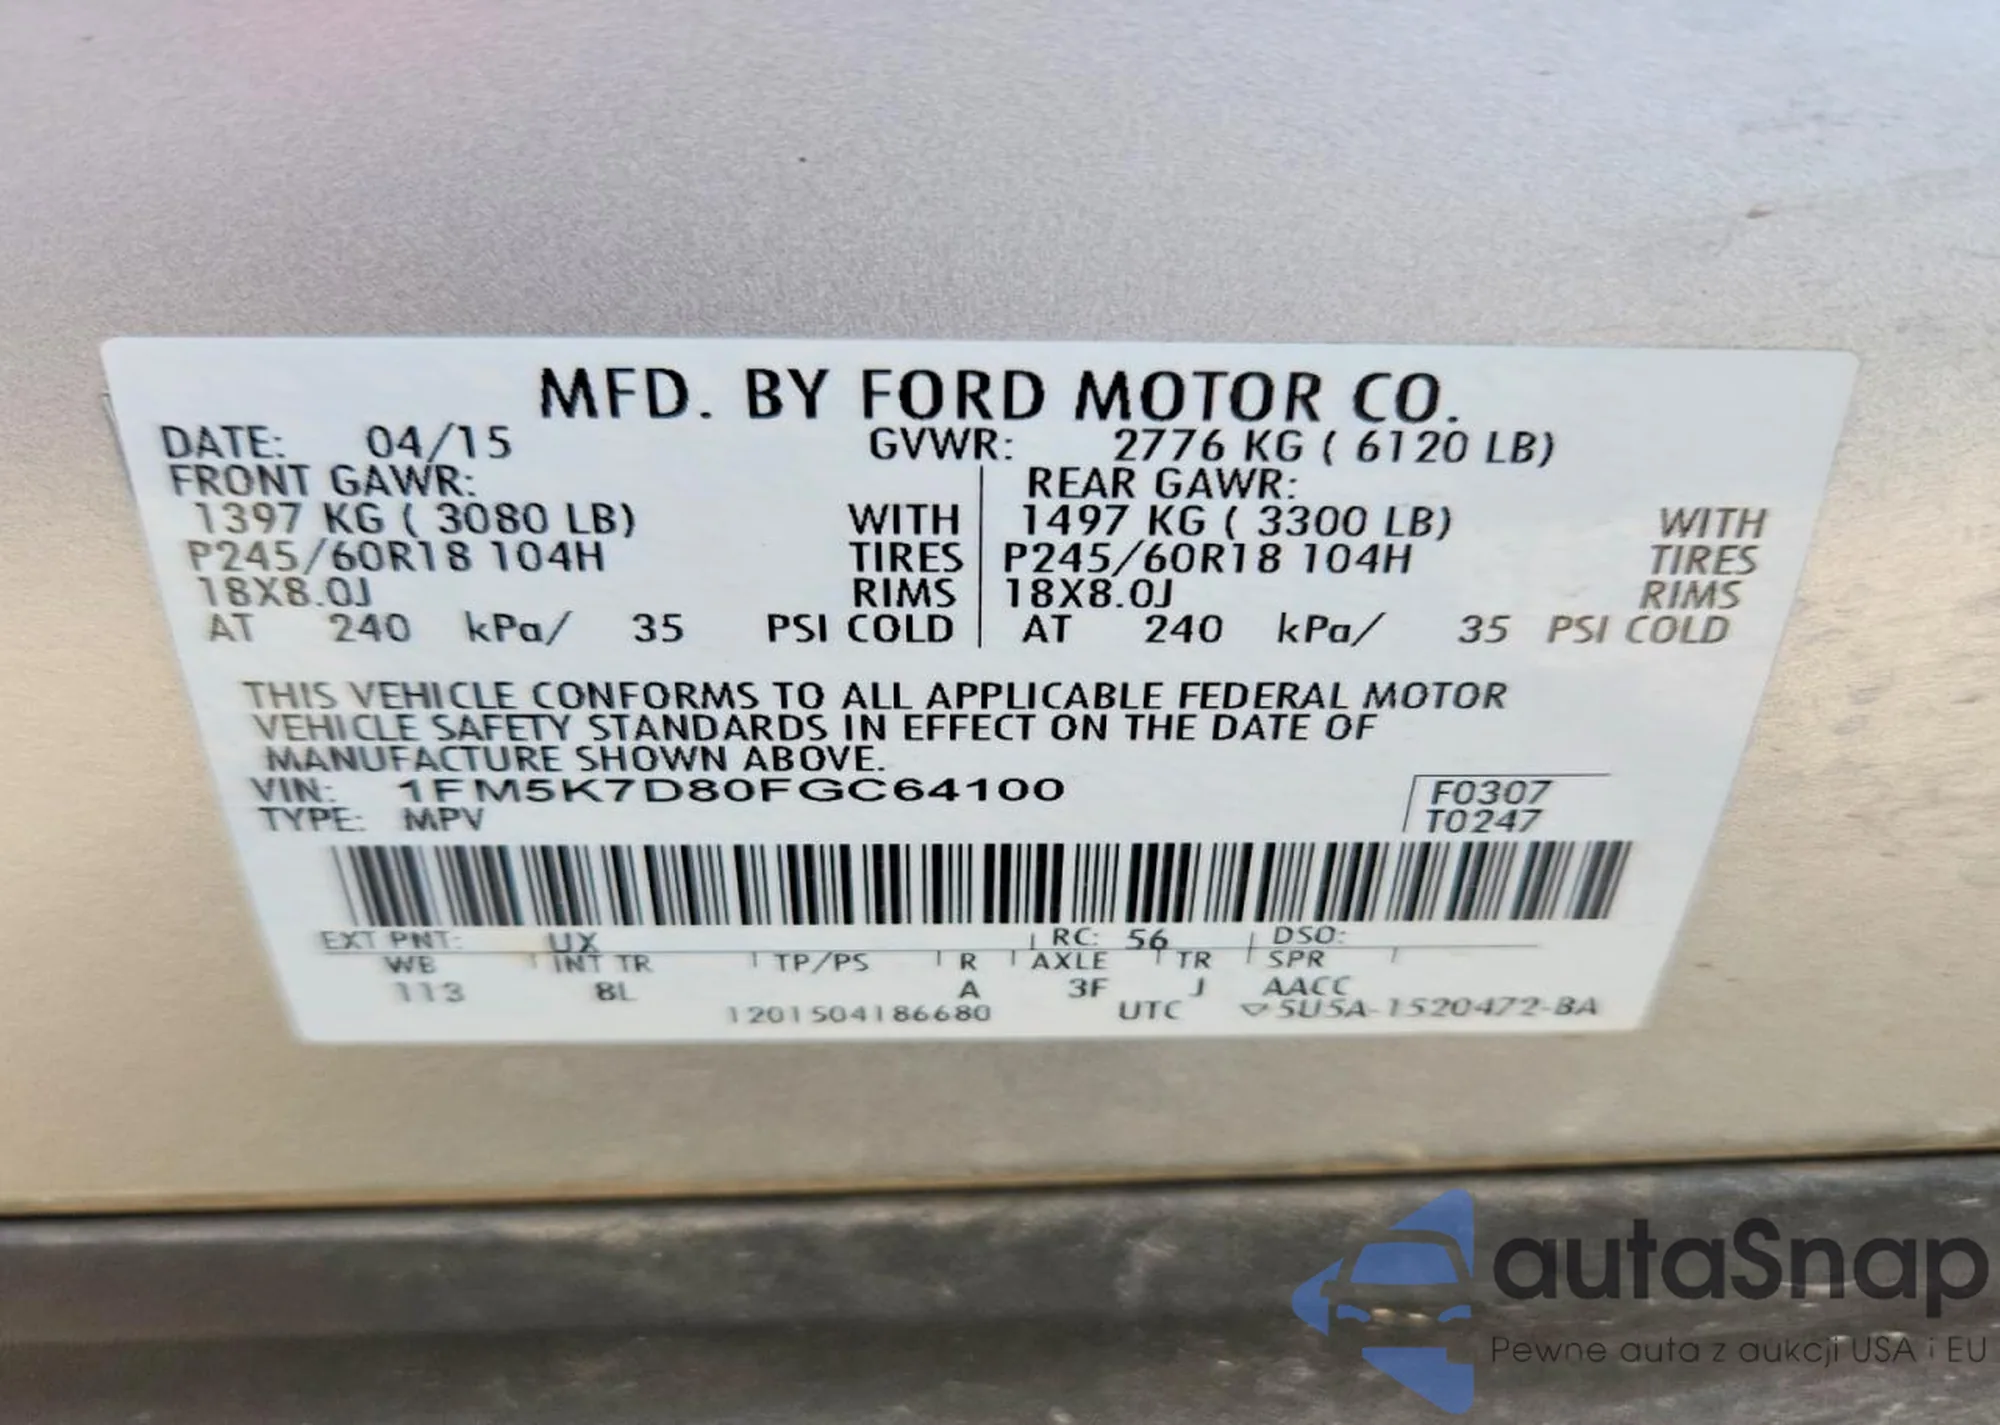 MFD. BY FORD MOTOR CO.
DATE: 04/15 GVWR: 2776 KG ( 6120 LB)
FRONT GAWR: REAR GAWR:
1397 KG ( 3080 LB) WITH 1497 KG ( 3300 LB) WITH
P245/60R18 104H TIRES P245/60R18 104H TIRES
18X8.0J RIMS 18X8.0J RIMS
AT 240 kPa/ 35 PSI COLD AT 240 kPa/ 35 PSI COLD
THIS VEHICLE CONFORMS TO ALL APPLICABLE FEDERAL MOTOR
VEHICLE SAFETY STANDARDS IN EFFECT ON THE DATE OF
MANUFACTURE SHOWN ABOVE.
VIN: 1FM5K7D80FGC64100 F0307
TYPE: MPV T0247
EXT PNT: UX RC: 56 DSO:
WB INT TR TP/PS R AXLE TR SPR
113 8L A 3F J AACC
1201504186680 UTC ▽5U5A-1520472-BA
autaSnap
Pewne auta z aukcji USA i EU